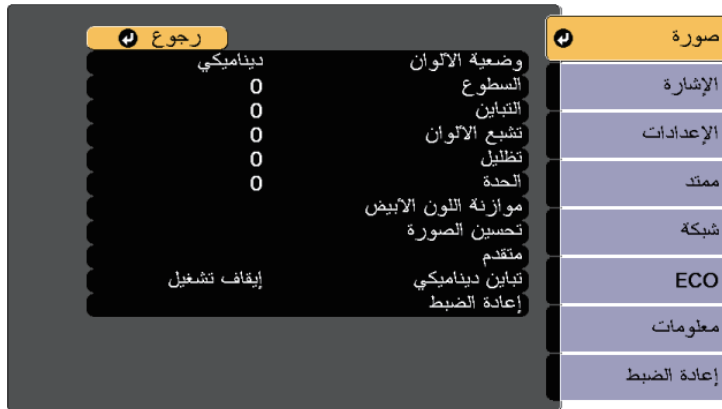 صورة
الإشارة
الإعدادات
ممتد
شبكة
ECO
معلومات
إعادة الضبط
رجوع
وضعية الألوان ديناميكي
السطوع 0
التباين 0
تشبع الألوان 0
تظليل 0
الحدة 0
موازنة اللون الأبيض
تحسين الصورة
متقدم
تباين ديناميكي إيقاف تشغيل
إعادة الضبط